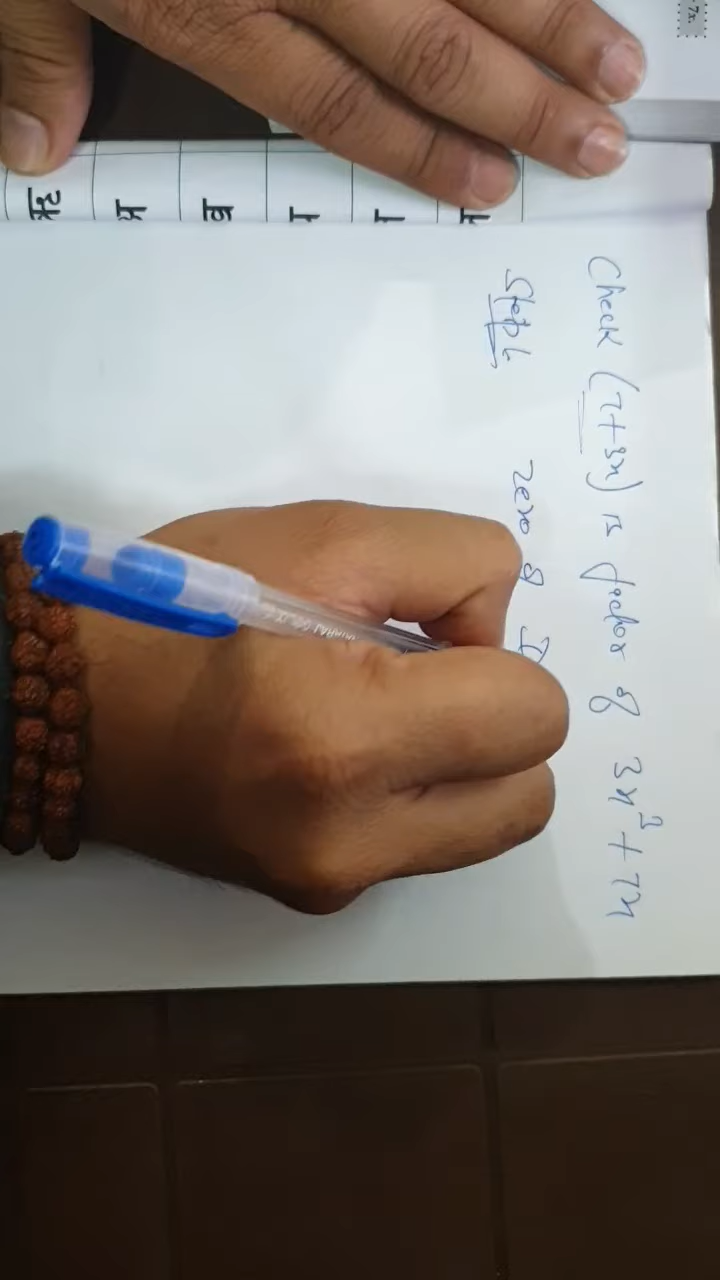 Check (7+3x) is factor of 3x³+7x
Step 1 zero of D